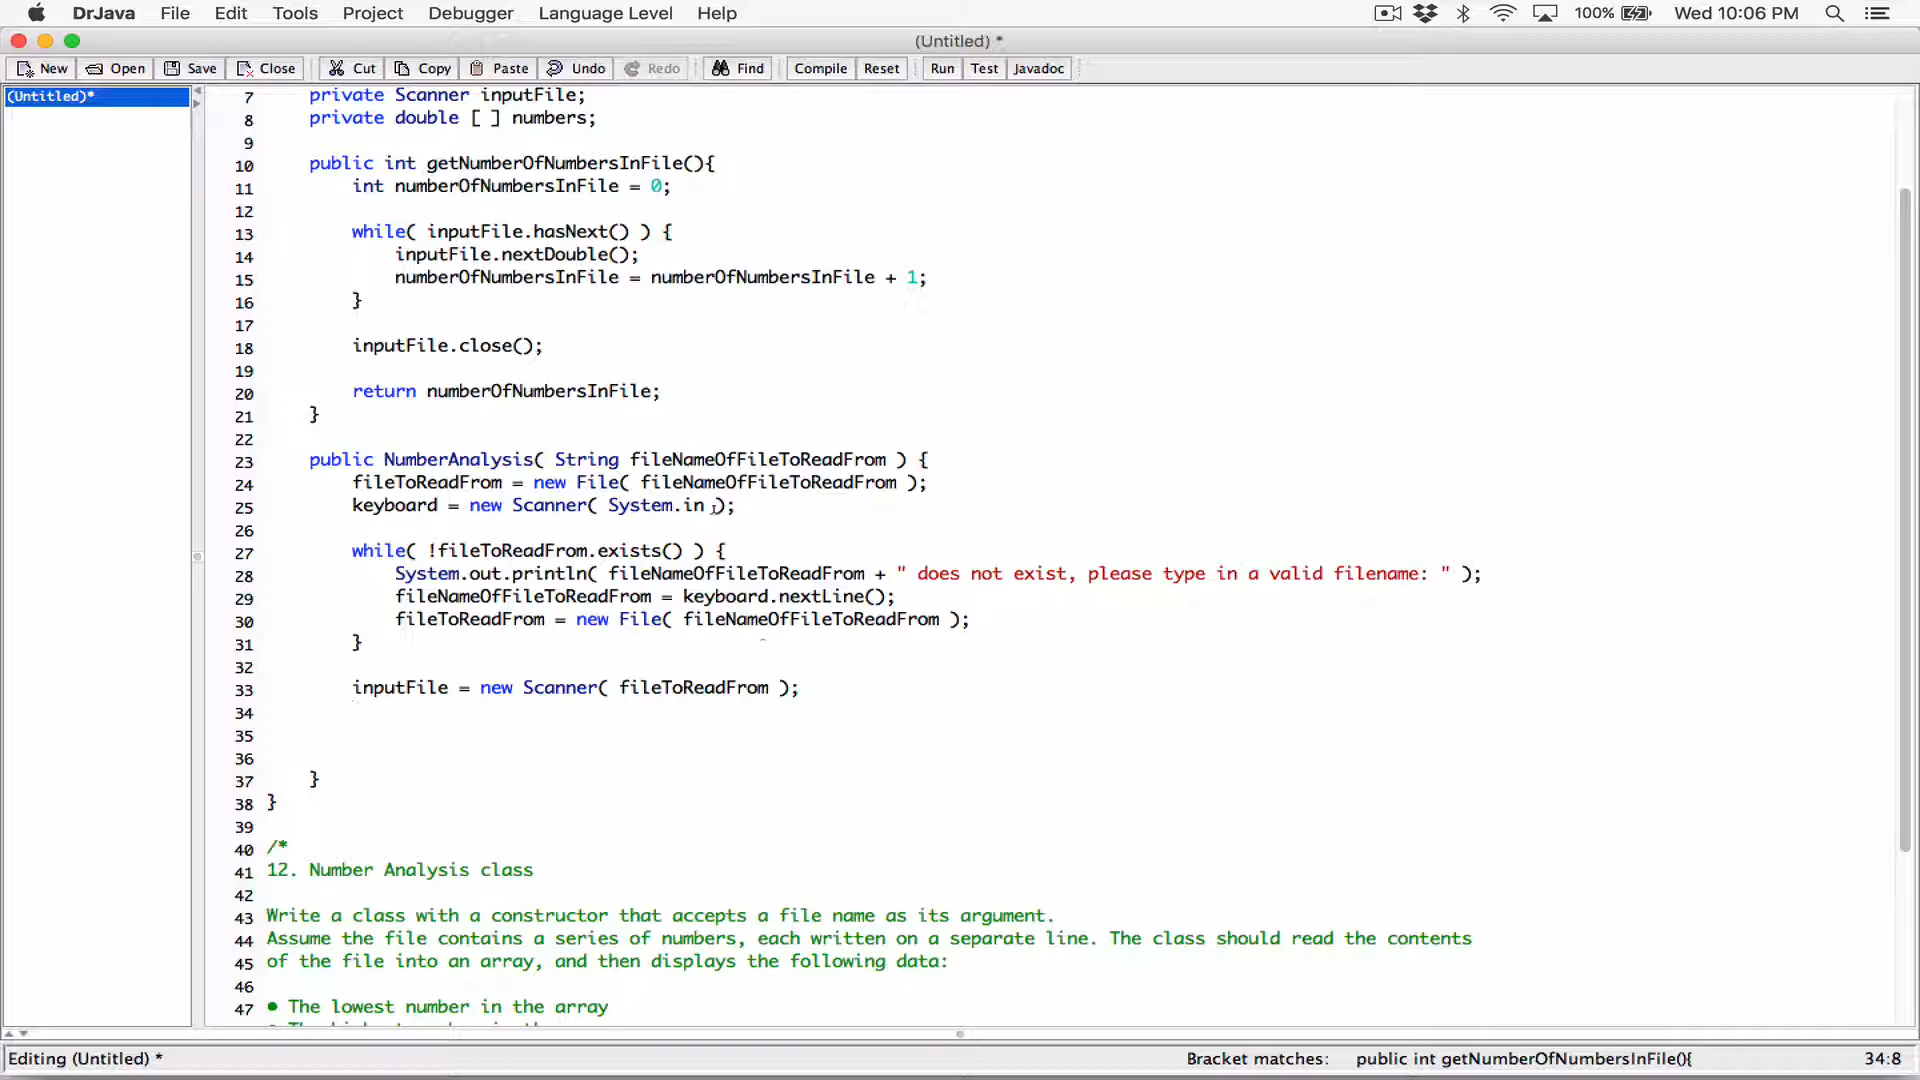 DrJava File Edit Tools Project Debugger Language Level Help 100% Wed 10:06 PM
(Untitled) *
New Open Save Close Cut Copy Paste Undo Redo Find Compile Reset Run Test Javadoc
(Untitled)*
7 private Scanner inputFile;
8 private double [ ] numbers;
9
10 public int getNumberOfNumbersInFile(){
11 int numberOfNumbersInFile = 0;
12
13 while( inputFile.hasNext() ) {
14 inputFile.nextDouble();
15 numberOfNumbersInFile = numberOfNumbersInFile + 1;
16 }
17
18 inputFile.close();
19
20 return numberOfNumbersInFile;
21 }
22
23 public NumberAnalysis( String fileNameOfFileToReadFrom ) {
24 fileToReadFrom = new File( fileNameOfFileToReadFrom );
25 keyboard = new Scanner( System.in );
26
27 while( !fileToReadFrom.exists() ) {
28 System.out.println( fileNameOfFileToReadFrom + " does not exist, please type in a valid filename: " );
29 fileNameOfFileToReadFrom = keyboard.nextLine();
30 fileToReadFrom = new File( fileNameOfFileToReadFrom );
31 }
32
33 inputFile = new Scanner( fileToReadFrom );
34
35
36
37 }
38 }
39
40 /*
41 12. Number Analysis class
42
43 Write a class with a constructor that accepts a file name as its argument.
44 Assume the file contains a series of numbers, each written on a separate line. The class should read the contents
45 of the file into an array, and then displays the following data:
46
47 • The lowest number in the array
Editing (Untitled) * Bracket matches: public int getNumberOfNumbersInFile(){ 34:8